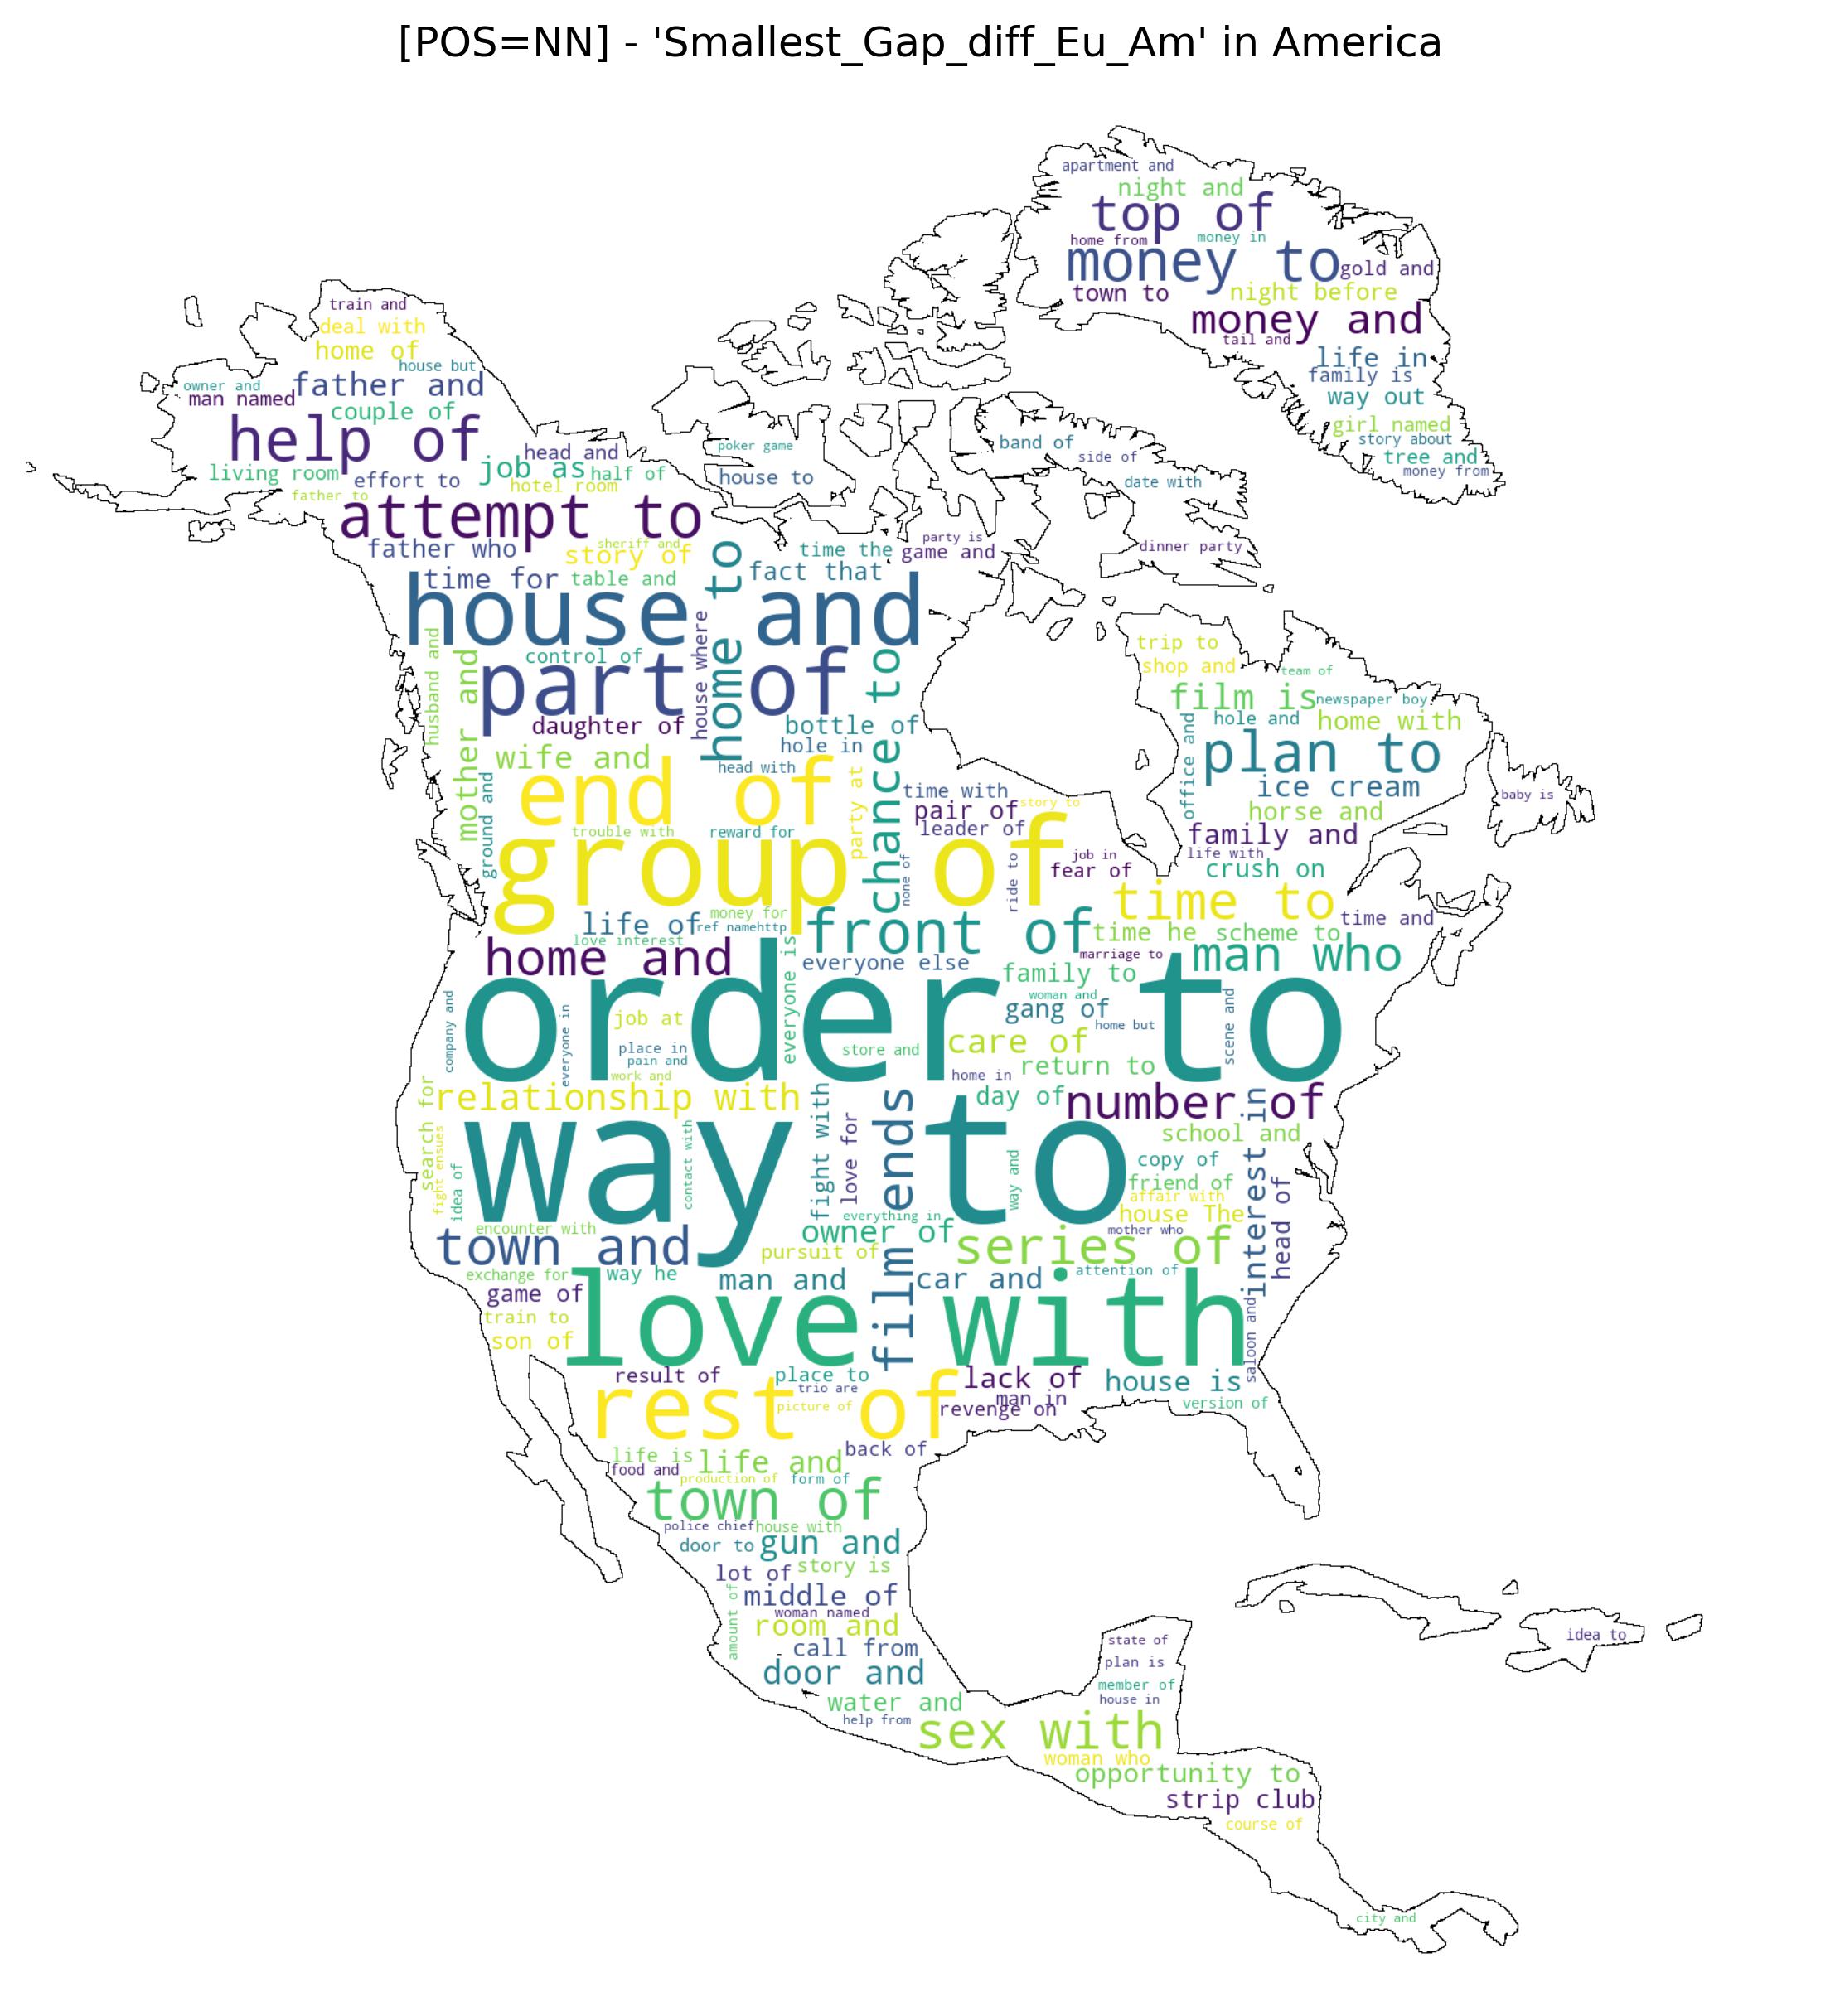 [POS=NN] - 'Smallest_Gap_diff_Eu_Am' in America
apartment and
night and
top of
home from
money in
money to
gold and
town to
night before
money and
tail and
life in
family is
way out
girl named
story about
tree and
money from
train and
deal with
home of
house but
owner and
father and
man named
couple of
help of
head and
living room
job as
half of
effort to
hotel room
father to
attempt to
poker game
house to
band of
side of
date with
dinner party
father who
sheriff and
story of
time for
table and
time the
party is
game and
fact that
home to
house and
house where
husband and
control of
part of
mother and
daughter of
bottle of
chance to
hole in
wife and
head with
end of
party at
time with
pair of
story to
leader of
ground and
trouble with
reward for
group of
none of
ride to
job in
fear of
trip to
shop and
team of
film is
newspaper boy
hole and
home with
office and
plan to
ice cream
horse and
baby is
family and
life with
crush on
time to
time and
life of
money for
ref namehttp
front of
time he
scheme to
love interest
home and
everyone is
everyone else
marriage to
man who
family to
order to
company and
everyone in
job at
woman and
gang of
home but
scene and
place in
pain and
store and
care of
work and
home in
return to
relationship with
day of
number of
search for
fight ensues
idea of
way to
contact with
fight with
love for
film ends
way and
school and
copy of
friend of
affair with
house The
interest in
head of
encounter with
everything in
owner of
mother who
town and
pursuit of
series of
exchange for
way he
man and
car and
attention of
game of
train to
son of
love with
saloon and
result of
place to
trio are
lack of
house is
rest of
picture of
man in
revenge on
version of
life is
life and
back of
food and
production of
form of
town of
police chief
house with
door to
gun and
lot of
story is
amount of
middle of
woman named
room and
call from
door and
water and
help from
idea to
state of
plan is
member of
house in
sex with
woman who
opportunity to
strip club
course of
city and